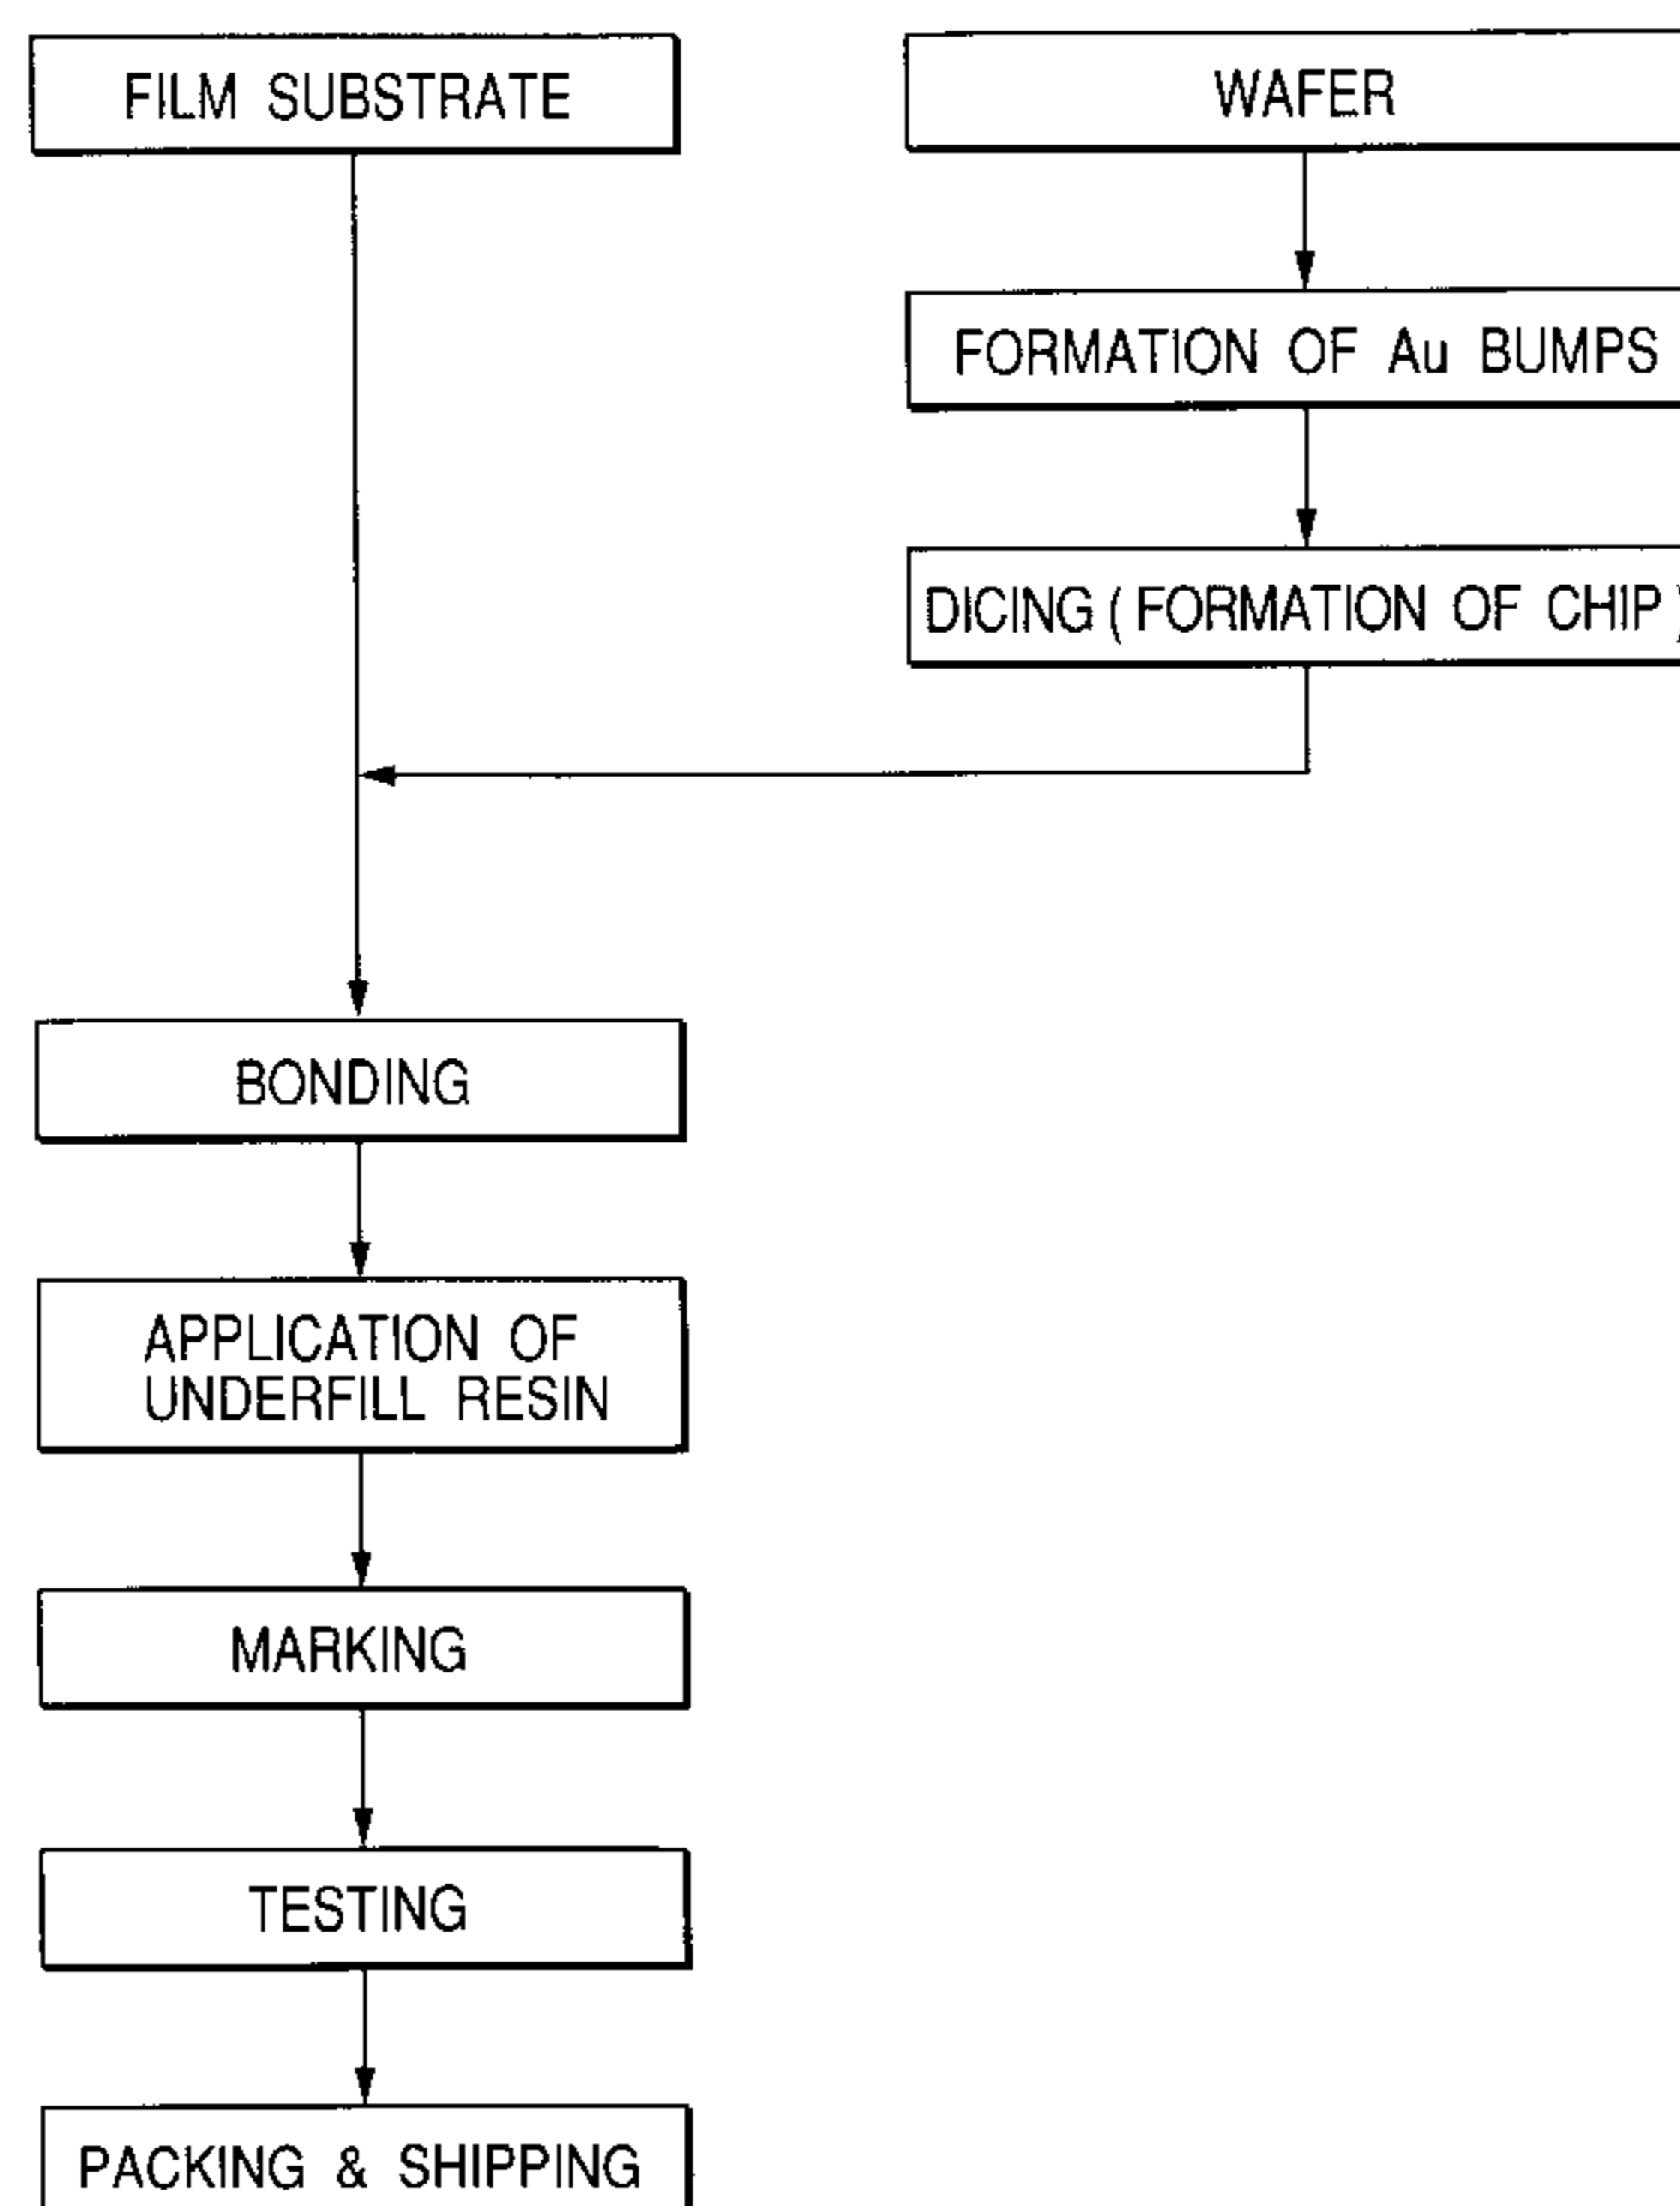 FILM SUBSTRATE
WAFER
FORMATION OF Au BUMPS
DICING (FORMATION OF CHIP)
BONDING
APPLICATION OF
UNDERFILL RESIN
MARKING
TESTING
PACKING & SHIPPING